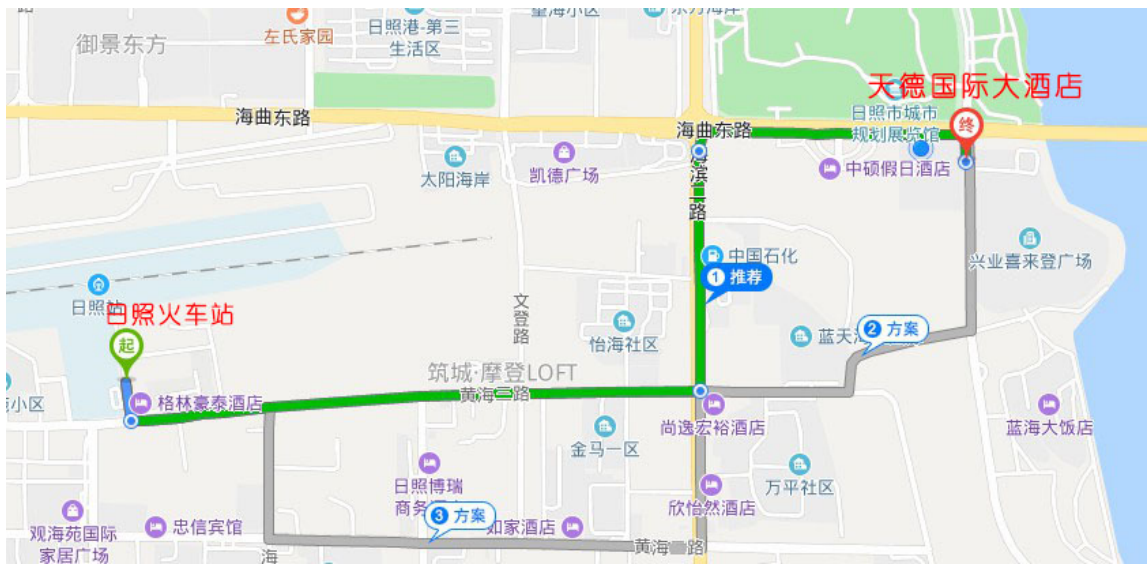 御景东方
左氏家园
日照港-第三
生活区
海曲东路
太阳海岸
凯德广场
海曲东路
海滨二路
天德国际大酒店
日照市城市
规划展览馆
终
中硕假日酒店
中国石化
1 推荐
兴业喜来登广场
日照站
日照火车站
起
文登路
怡海社区
2 方案
筑城·摩登LOFT
黄海三路
格林豪泰酒店
尚逸宏裕酒店
蓝海大饭店
金马一区
日照博瑞
商务
万平社区
欣怡然酒店
3 方案
如家酒店
观海苑国际
家居广场
忠信宾馆
黄海二路
海
小区